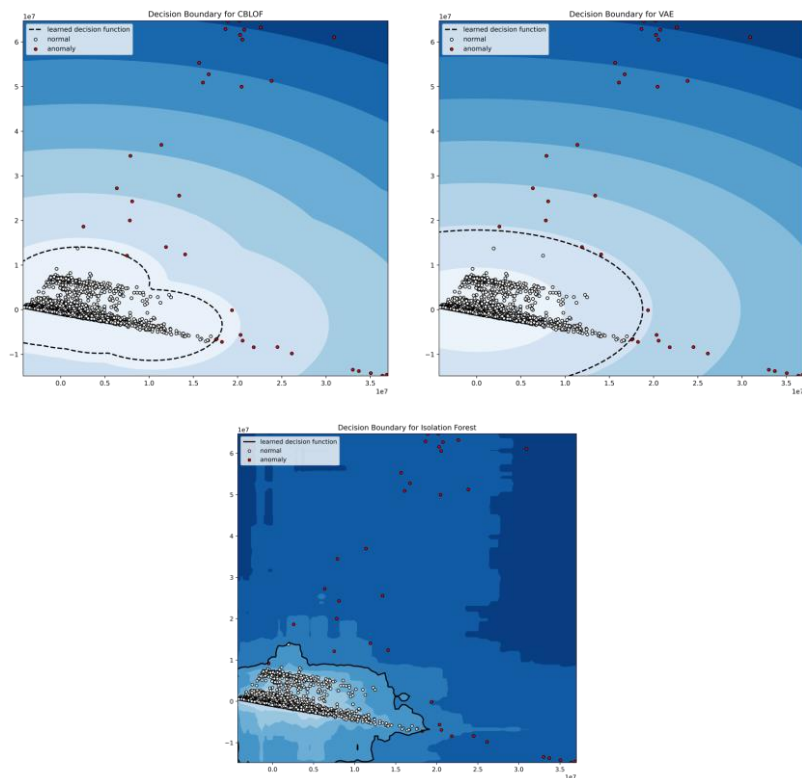 Decision Boundary for CBLOF
1e7
learned decision function
normal
anomaly
6
5
4
3
2
1
0
−1
0.0 0.5 1.0 1.5 2.0 2.5 3.0 3.5
1e7
Decision Boundary for VAE
1e7
learned decision function
normal
anomaly
6
5
4
3
2
1
0
−1
0.0 0.5 1.0 1.5 2.0 2.5 3.0 3.5
1e7
Decision Boundary for Isolation Forest
1e7
learned decision function
normal
anomaly
6
5
4
3
2
1
0
−1
0.0 0.5 1.0 1.5 2.0 2.5 3.0 3.5
1e7